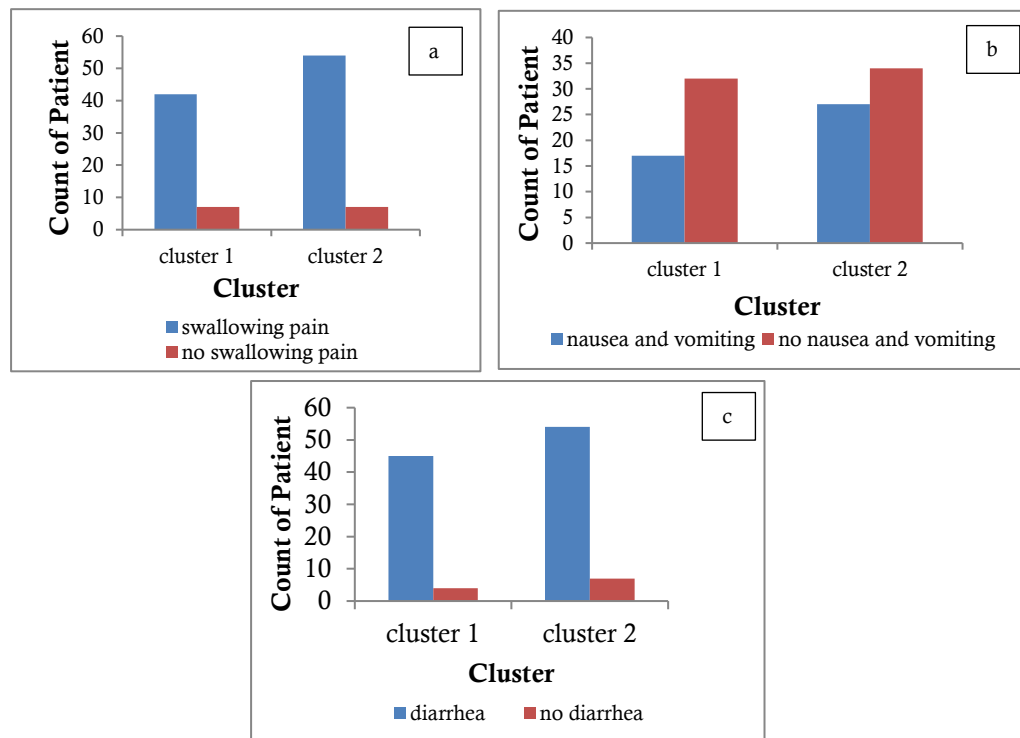 a
Count of Patient
60
50
40
30
20
10
0
cluster 1 cluster 2
Cluster
swallowing pain
no swallowing pain
b
Count of Patient
40
35
30
25
20
15
10
5
0
cluster 1 cluster 2
Cluster
nausea and vomiting no nausea and vomiting
c
Count of Patient
60
50
40
30
20
10
0
cluster 1 cluster 2
Cluster
diarrhea no diarrhea